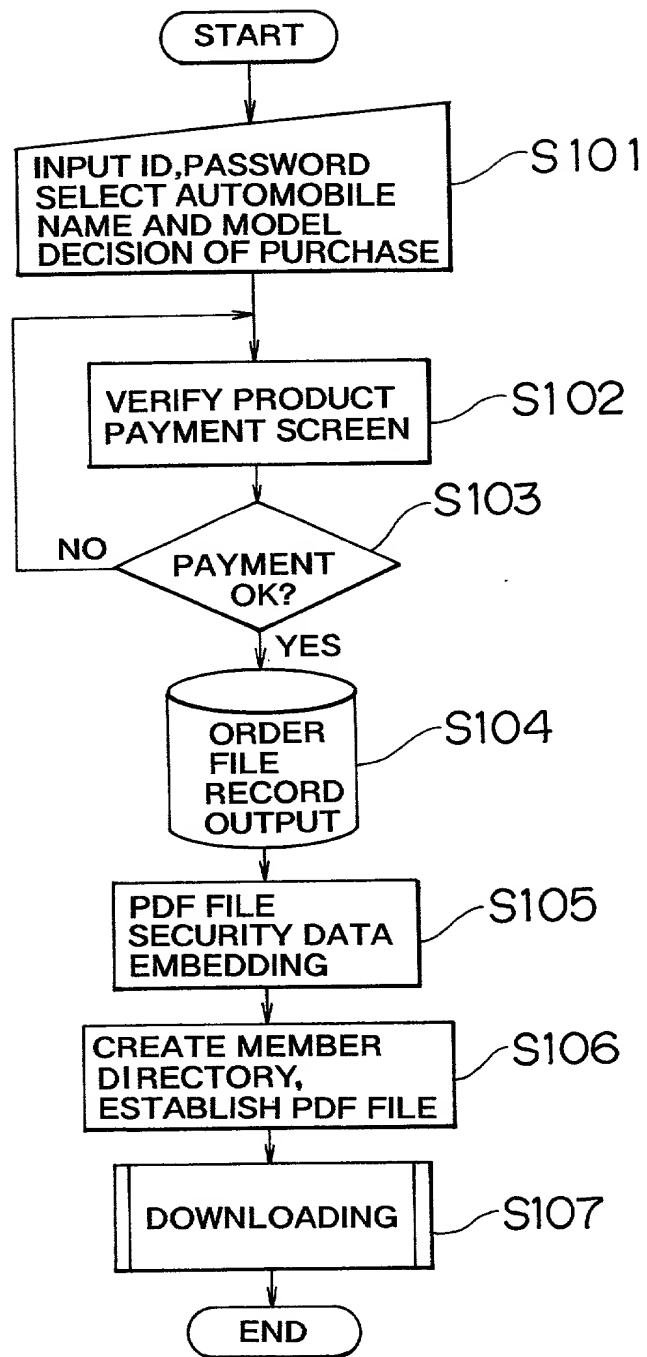 START
INPUT ID,PASSWORD
SELECT AUTOMOBILE
NAME AND MODEL
DECISION OF PURCHASE
S101
VERIFY PRODUCT
PAYMENT SCREEN
S102
S103
NO
PAYMENT
OK?
YES
ORDER
FILE
RECORD
OUTPUT
S104
PDF FILE
SECURITY DATA
EMBEDDING
S105
CREATE MEMBER
DIRECTORY,
ESTABLISH PDF FILE
S106
DOWNLOADING
S107
END